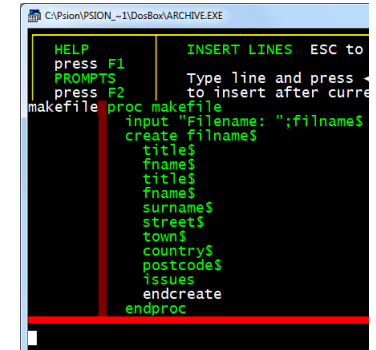 C:\Psion\PSION_~1\DosBox\ARCHIVE.EXE
HELP INSERT LINES ESC to
press F1
PROMPTS Type line and press
press F2 to insert after curre
makefile proc makefile
input "Filename: ";filname$
create filname$
title$
fname$
title$
fname$
surname$
street$
town$
country$
postcode$
issues
endcreate
endproc